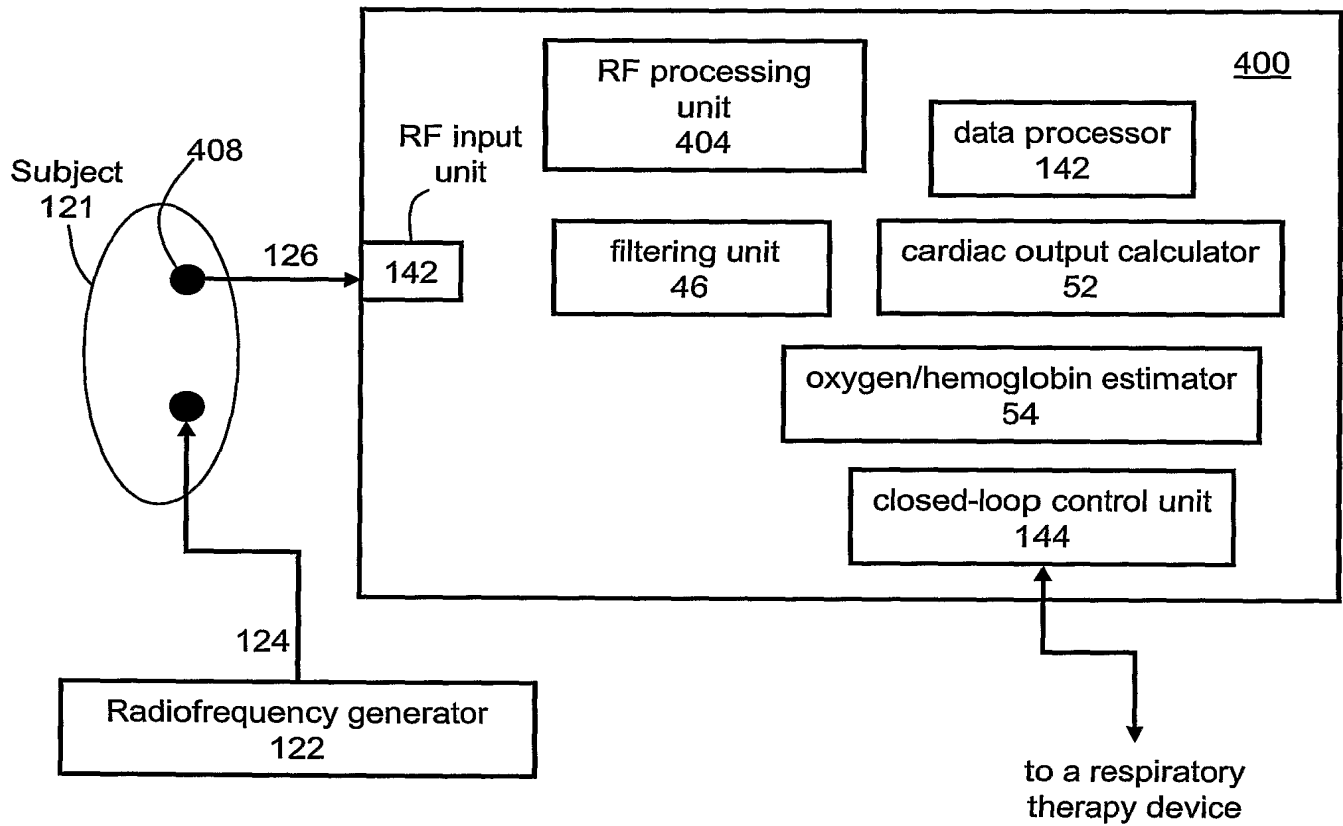 400
RF processing
unit
404
data processor
142
RF input
unit
408
Subject
121
126
142
filtering unit
46
cardiac output calculator
52
oxygen/hemoglobin estimator
54
closed-loop control unit
144
124
Radiofrequency generator
122
to a respiratory
therapy device